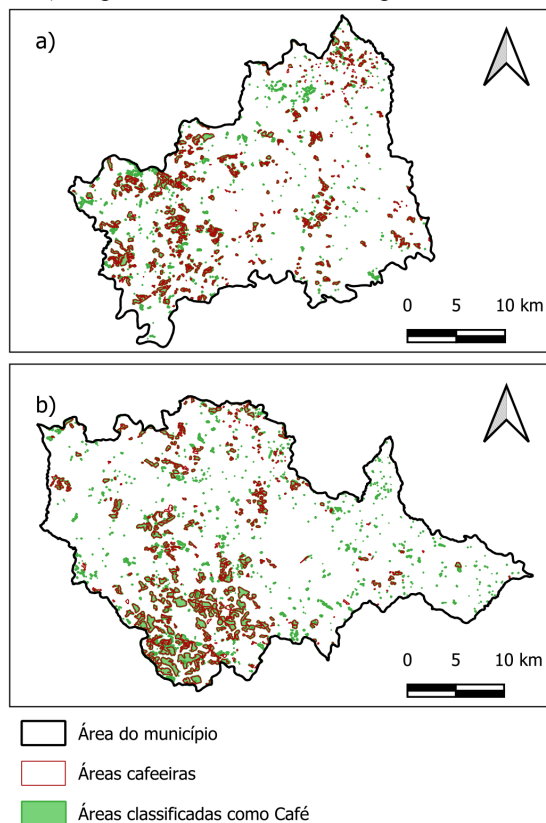 a)
0 5 10 km
b)
0 5 10 km
Área do município
Áreas cafeeiras
Áreas classificadas como Café